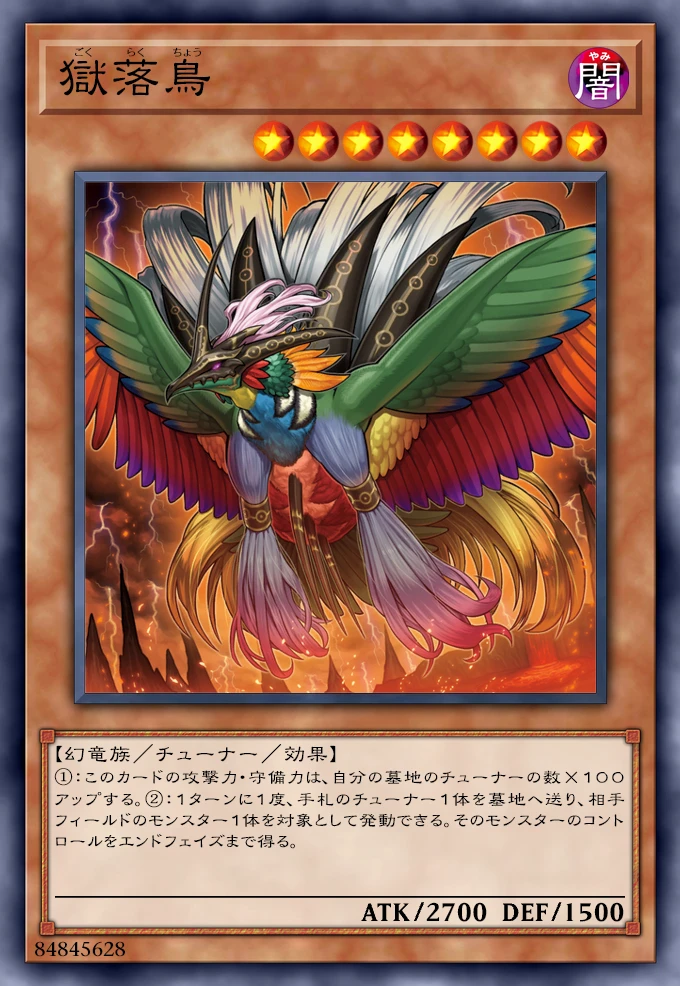 ごく らく ちょう
獄落鳥
やみ
闇
【幻竜族／チューナー／効果】
①：このカードの攻撃力・守備力は、自分の墓地のチューナーの数×１００
アップする。②：１ターンに１度、手札のチューナー１体を墓地へ送り、相手
フィールドのモンスター１体を対象として発動できる。そのモンスターのコント
ロールをエンドフェイズまで得る。
ATK/2700 DEF/1500
84845628